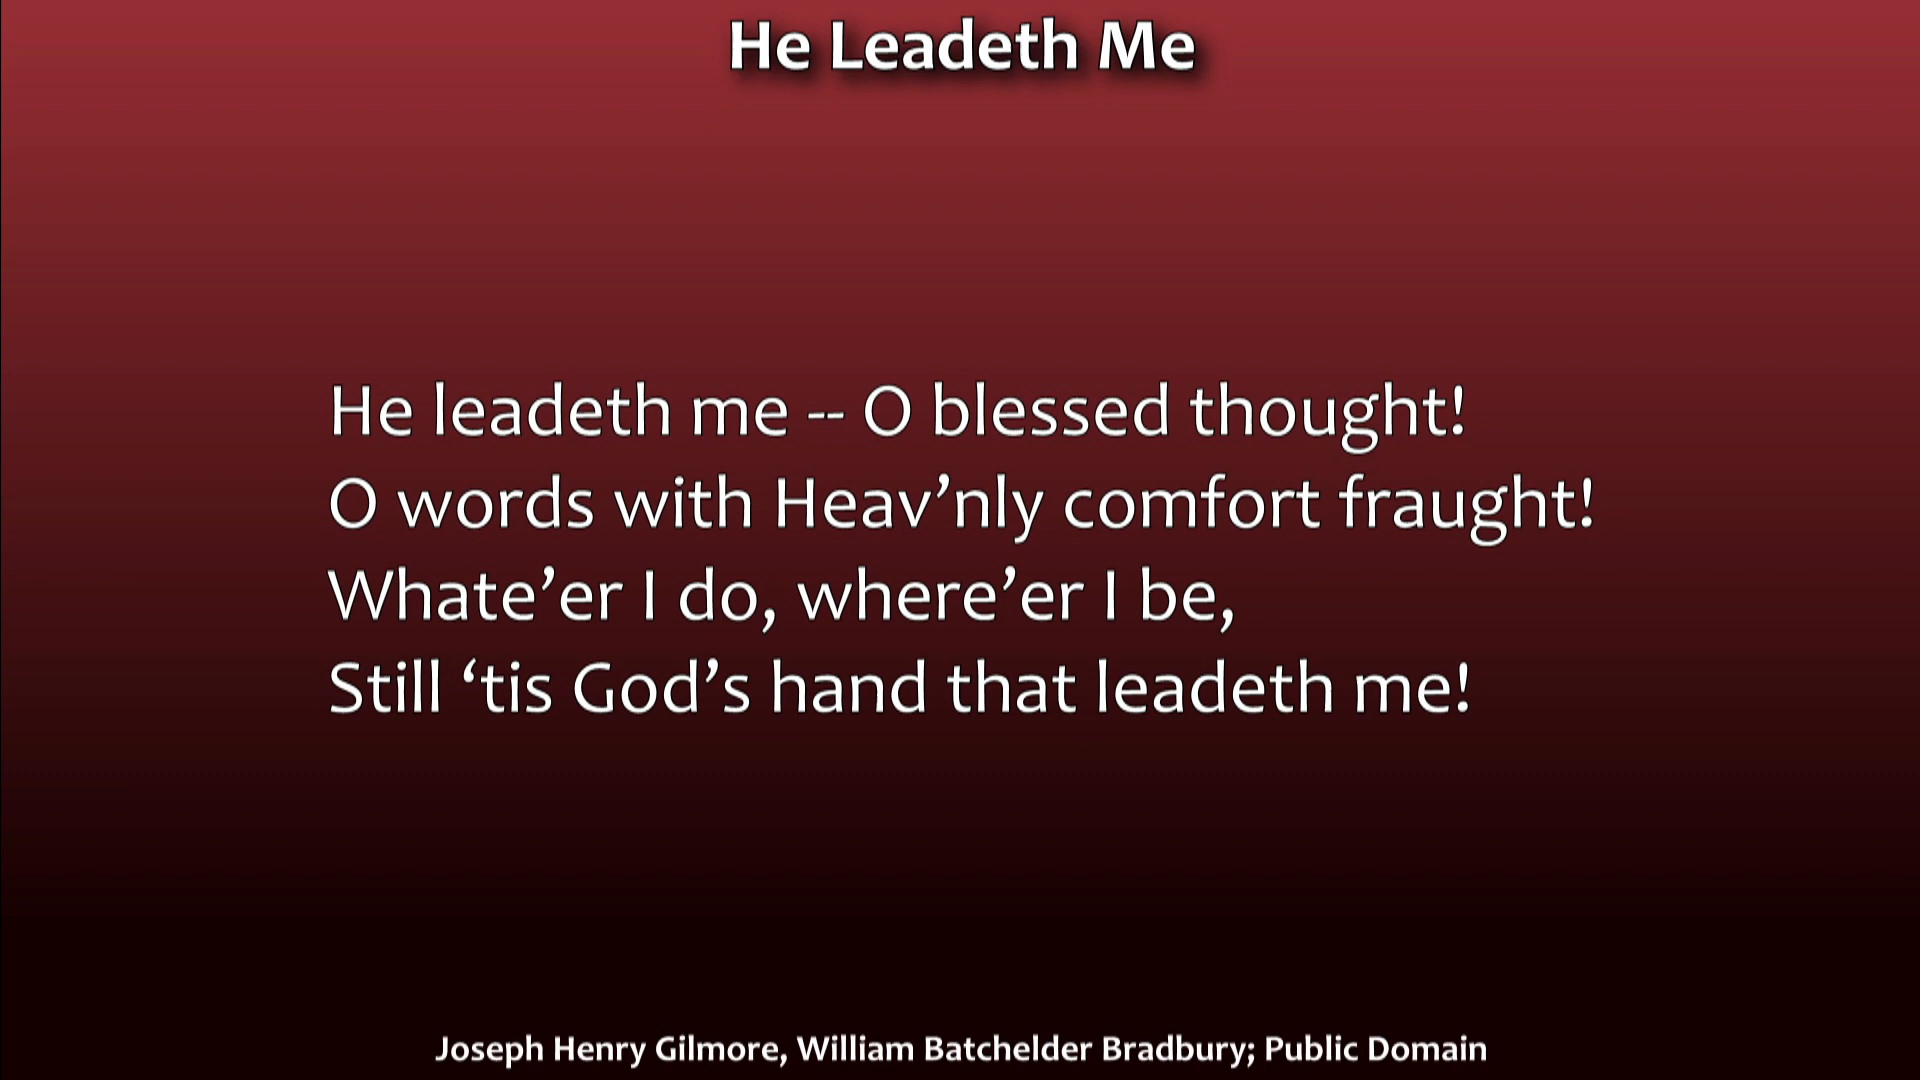 He Leadeth Me
He leadeth me -- O blessed thought!
O words with Heav’nly comfort fraught!
Whate’er I do, where’er I be,
Still ‘tis God’s hand that leadeth me!
Joseph Henry Gilmore, William Batchelder Bradbury; Public Domain